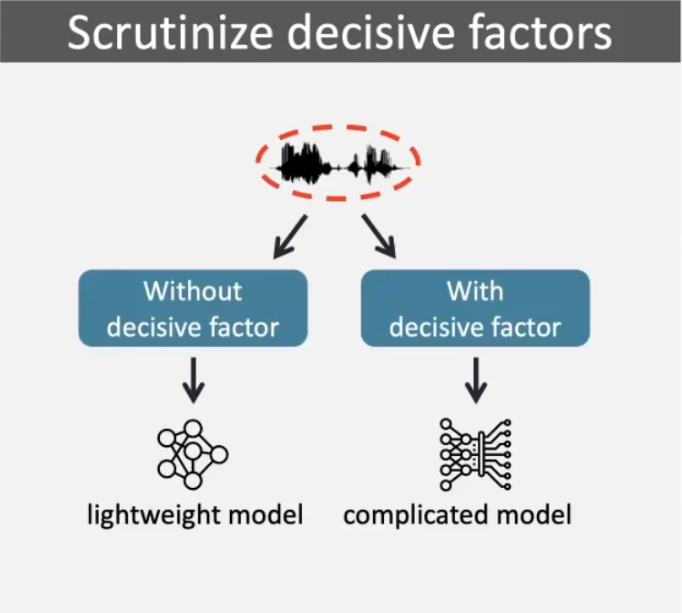 Scrutinize decisive factors
Without
decisive factor
With
decisive factor
lightweight model
complicated model